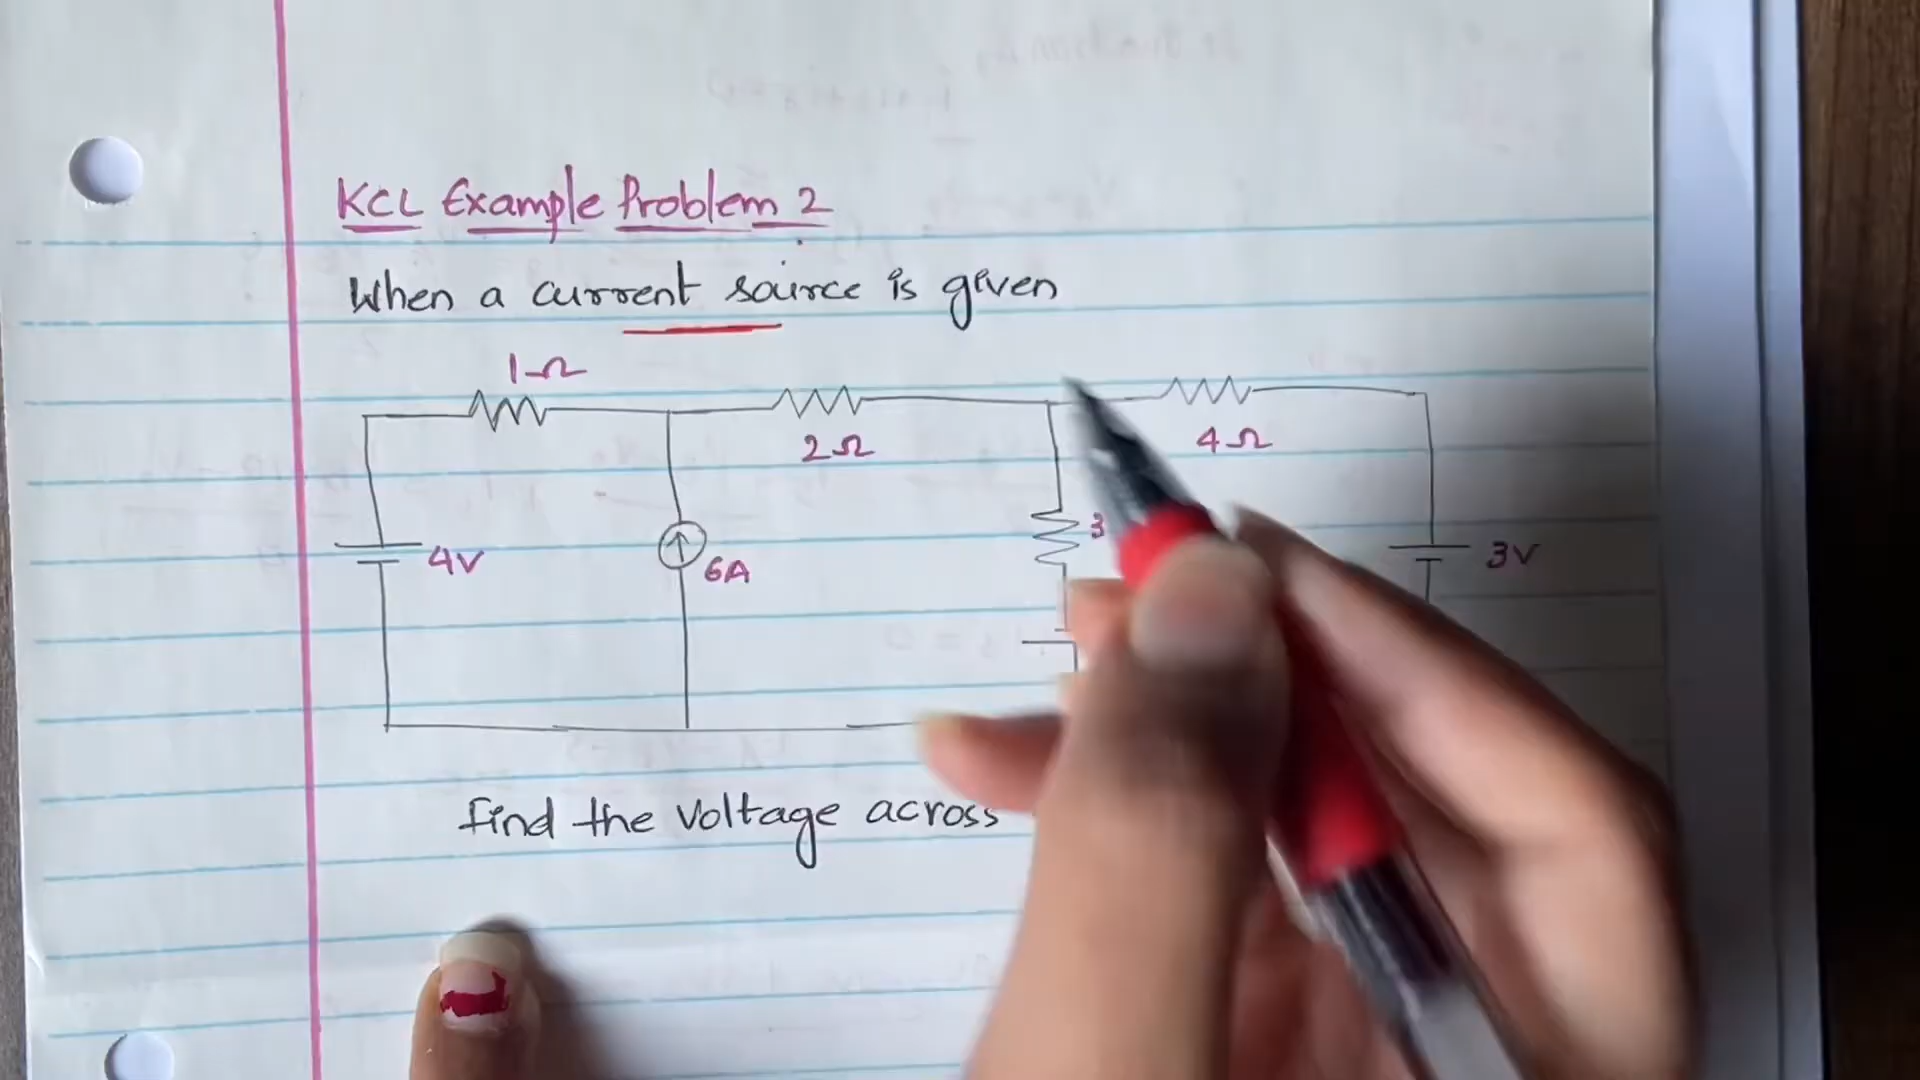 KCL Example Problem 2
When a current source is given
1Ω
2Ω
4Ω
3
4V
6A
3V
find the voltage across